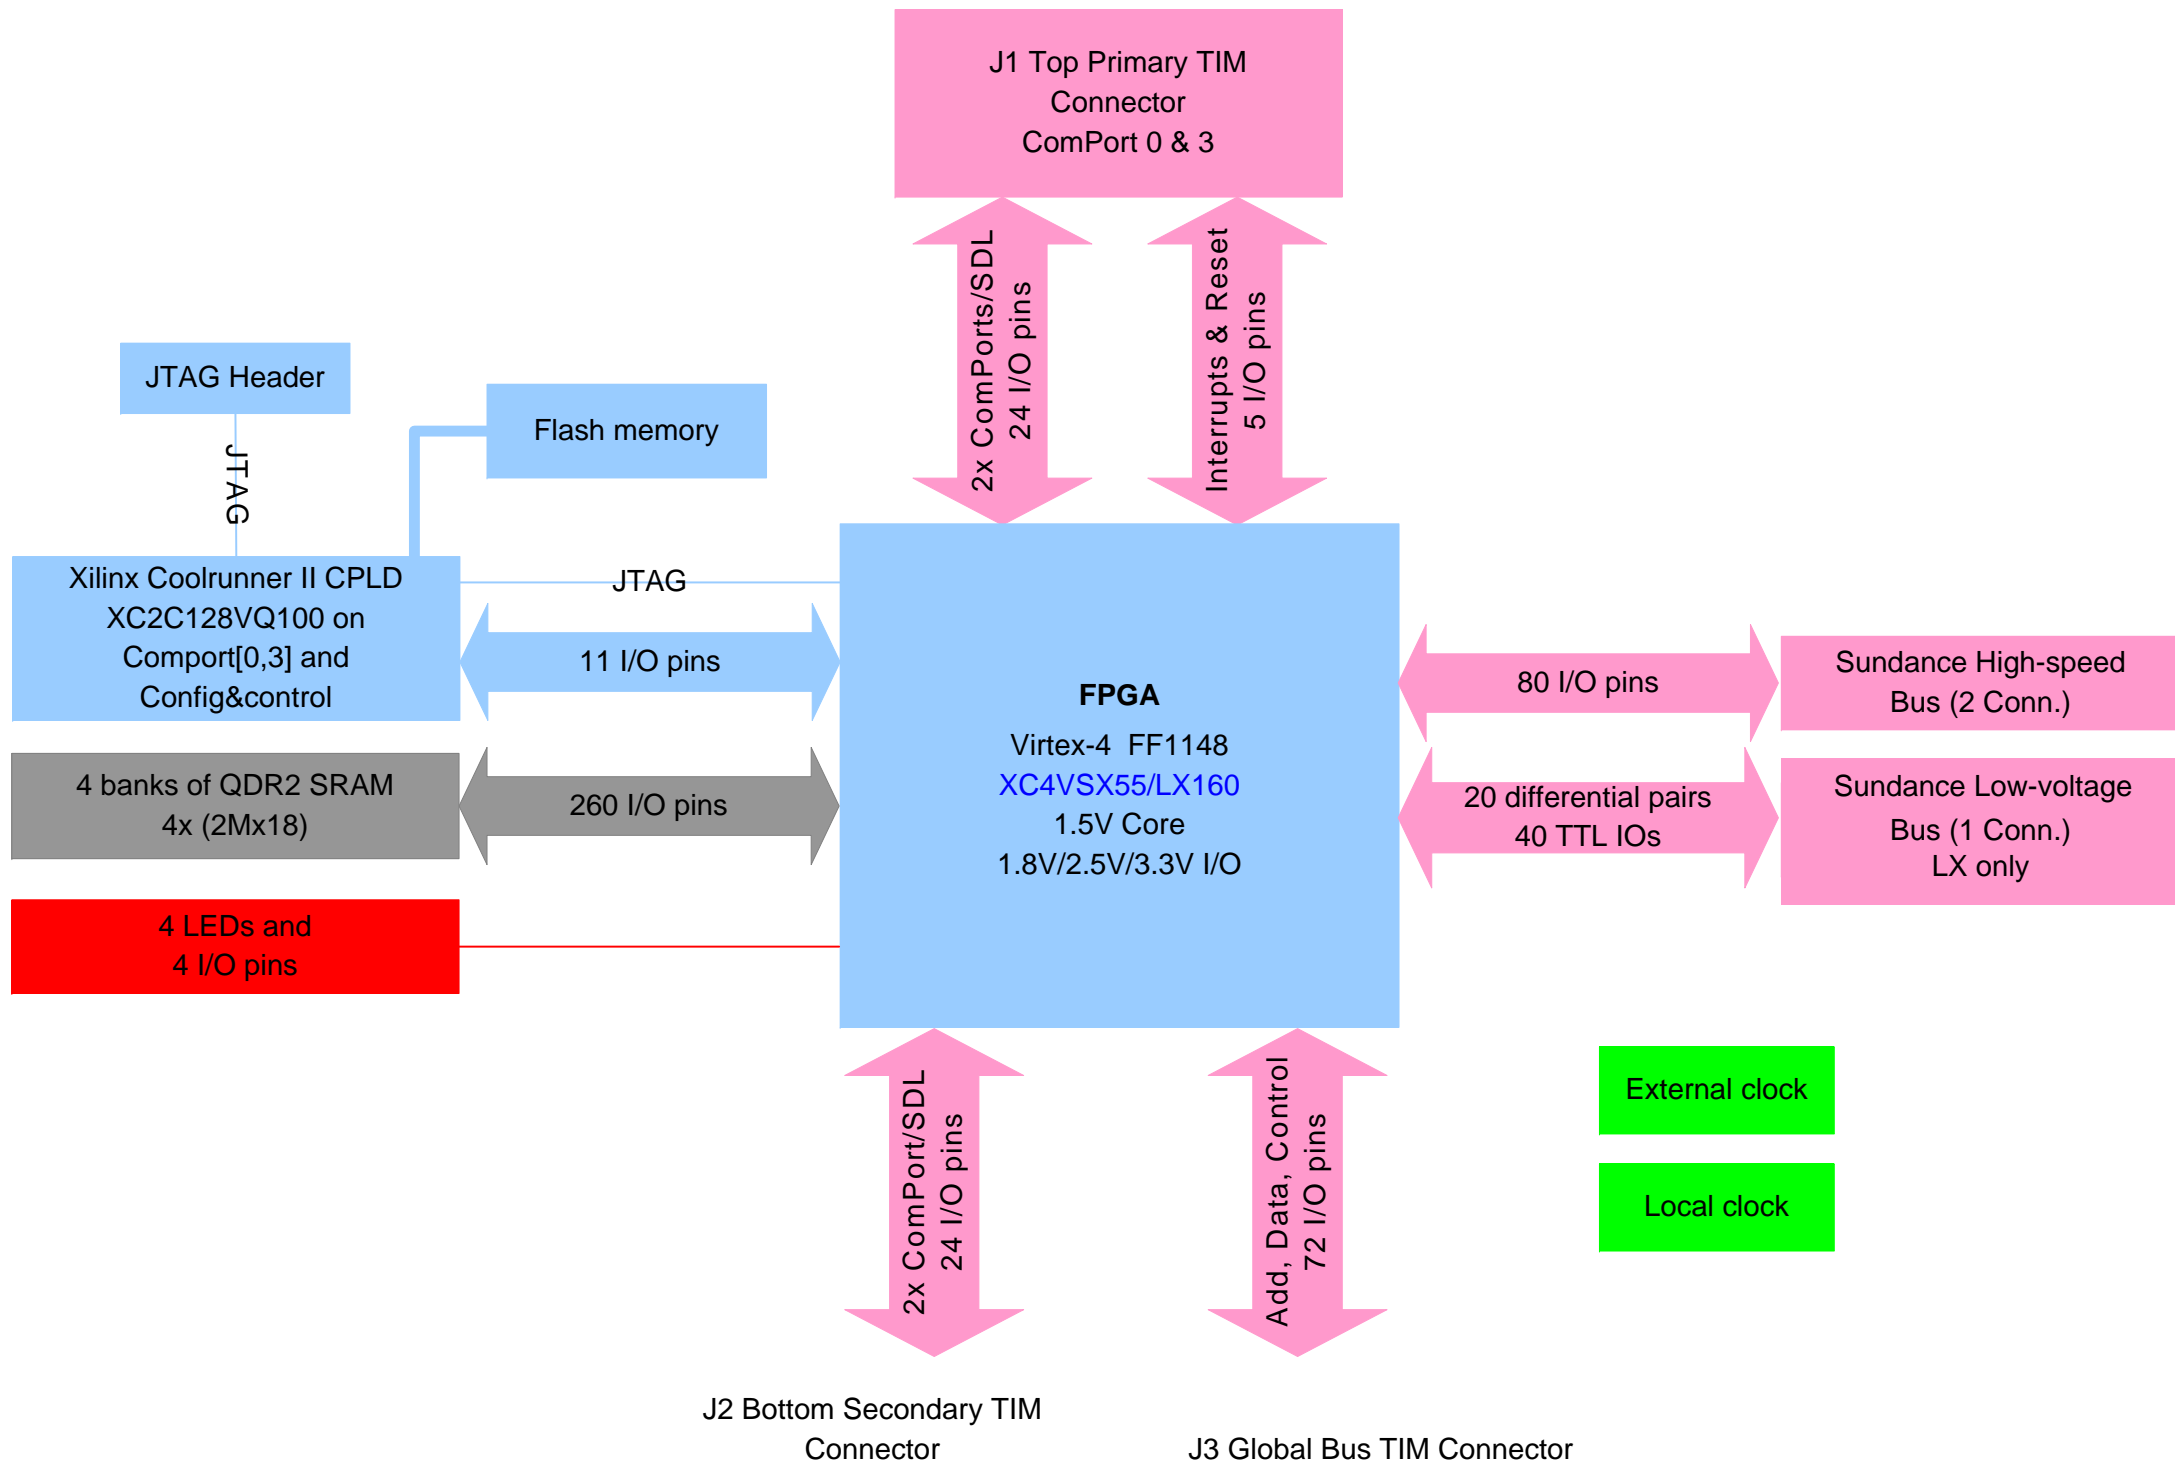 J1 Top Primary TIM
Connector
ComPort 0 & 3
2x ComPorts/SDL
24 I/O pins
Interrupts & Reset
5 I/O pins
JTAG Header
JTAG
Flash memory
Xilinx Coolrunner II CPLD
XC2C128VQ100 on
Comport[0,3] and
Config&control
JTAG
11 I/O pins
4 banks of QDR2 SRAM
4x (2Mx18)
260 I/O pins
4 LEDs and
4 I/O pins
FPGA
Virtex-4 FF1148
XC4VSX55/LX160
1.5V Core
1.8V/2.5V/3.3V I/O
80 I/O pins
Sundance High-speed
Bus (2 Conn.)
20 differential pairs
40 TTL IOs
Sundance Low-voltage
Bus (1 Conn.)
LX only
2x ComPort/SDL
24 I/O pins
Add, Data, Control
72 I/O pins
External clock
Local clock
J2 Bottom Secondary TIM
Connector
J3 Global Bus TIM Connector